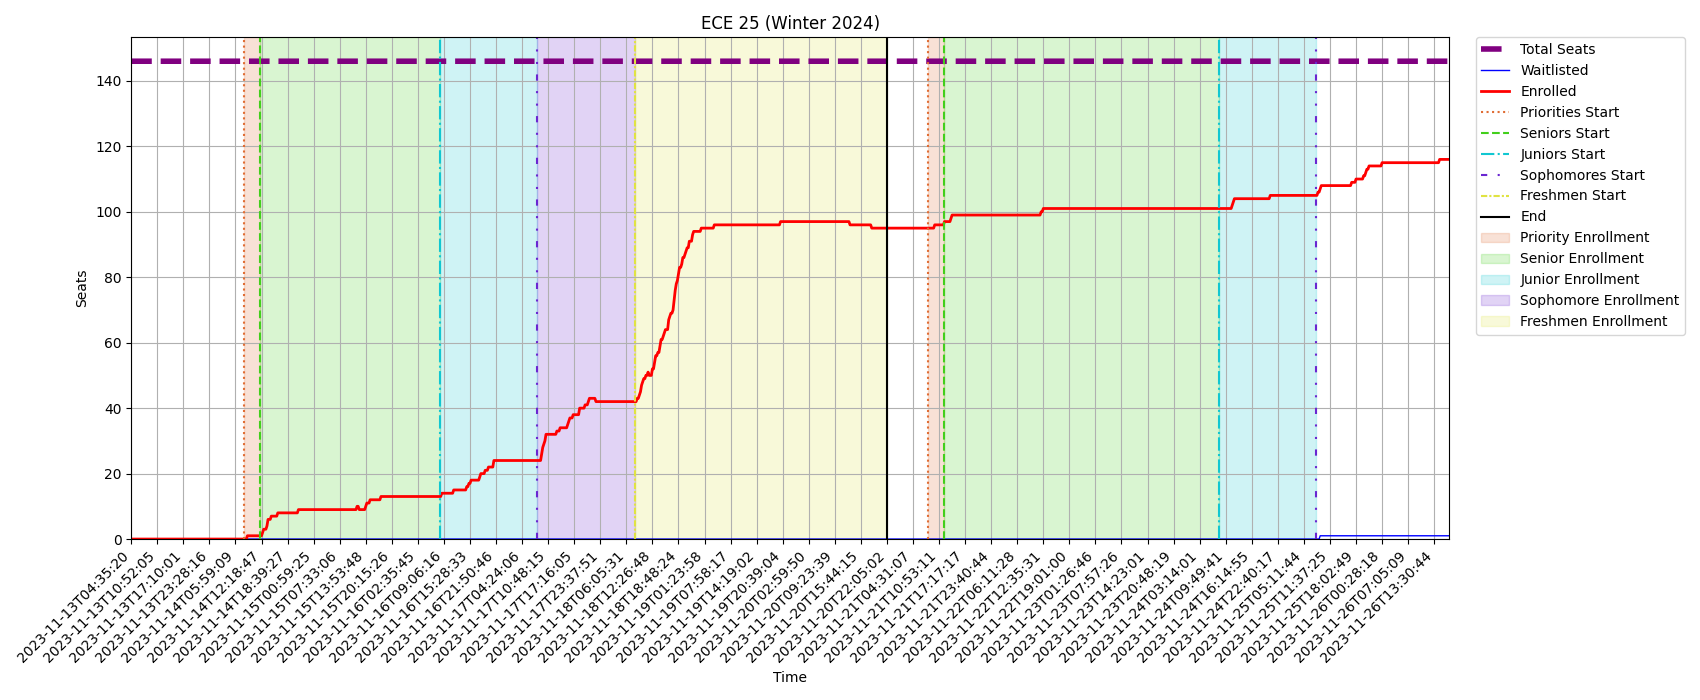 ECE 25 (Winter 2024)
Total Seats
Waitlisted
Enrolled
Priorities Start
Seniors Start
Juniors Start
Sophomores Start
Freshmen Start
End
Priority Enrollment
Senior Enrollment
Junior Enrollment
Sophomore Enrollment
Freshmen Enrollment
Seats
140
120
100
80
60
40
20
0
2023-11-13T04:35:20
2023-11-13T10:52:05
2023-11-13T17:10:01
2023-11-13T23:28:16
2023-11-14T05:59:09
2023-11-14T12:18:47
2023-11-14T18:39:27
2023-11-15T00:59:25
2023-11-15T07:33:06
2023-11-15T13:53:48
2023-11-15T20:15:26
2023-11-16T02:35:45
2023-11-16T09:06:16
2023-11-16T15:28:33
2023-11-16T21:50:46
2023-11-17T04:24:06
2023-11-17T10:48:15
2023-11-17T17:16:05
2023-11-17T23:37:51
2023-11-18T06:05:31
2023-11-18T12:26:48
2023-11-18T18:48:24
2023-11-19T01:23:58
2023-11-19T07:58:17
2023-11-19T14:19:02
2023-11-19T20:39:04
2023-11-20T02:59:50
2023-11-20T09:23:39
2023-11-20T15:44:15
2023-11-20T22:05:02
2023-11-21T04:31:07
2023-11-21T10:53:11
2023-11-21T17:17:17
2023-11-21T23:40:44
2023-11-22T06:11:28
2023-11-22T12:35:31
2023-11-22T19:01:00
2023-11-23T01:26:46
2023-11-23T07:57:26
2023-11-23T14:23:01
2023-11-23T20:48:19
2023-11-24T03:14:01
2023-11-24T09:49:41
2023-11-24T16:14:55
2023-11-24T22:40:17
2023-11-25T05:11:44
2023-11-25T11:37:25
2023-11-25T18:02:49
2023-11-26T00:28:18
2023-11-26T07:05:09
2023-11-26T13:30:44
Time